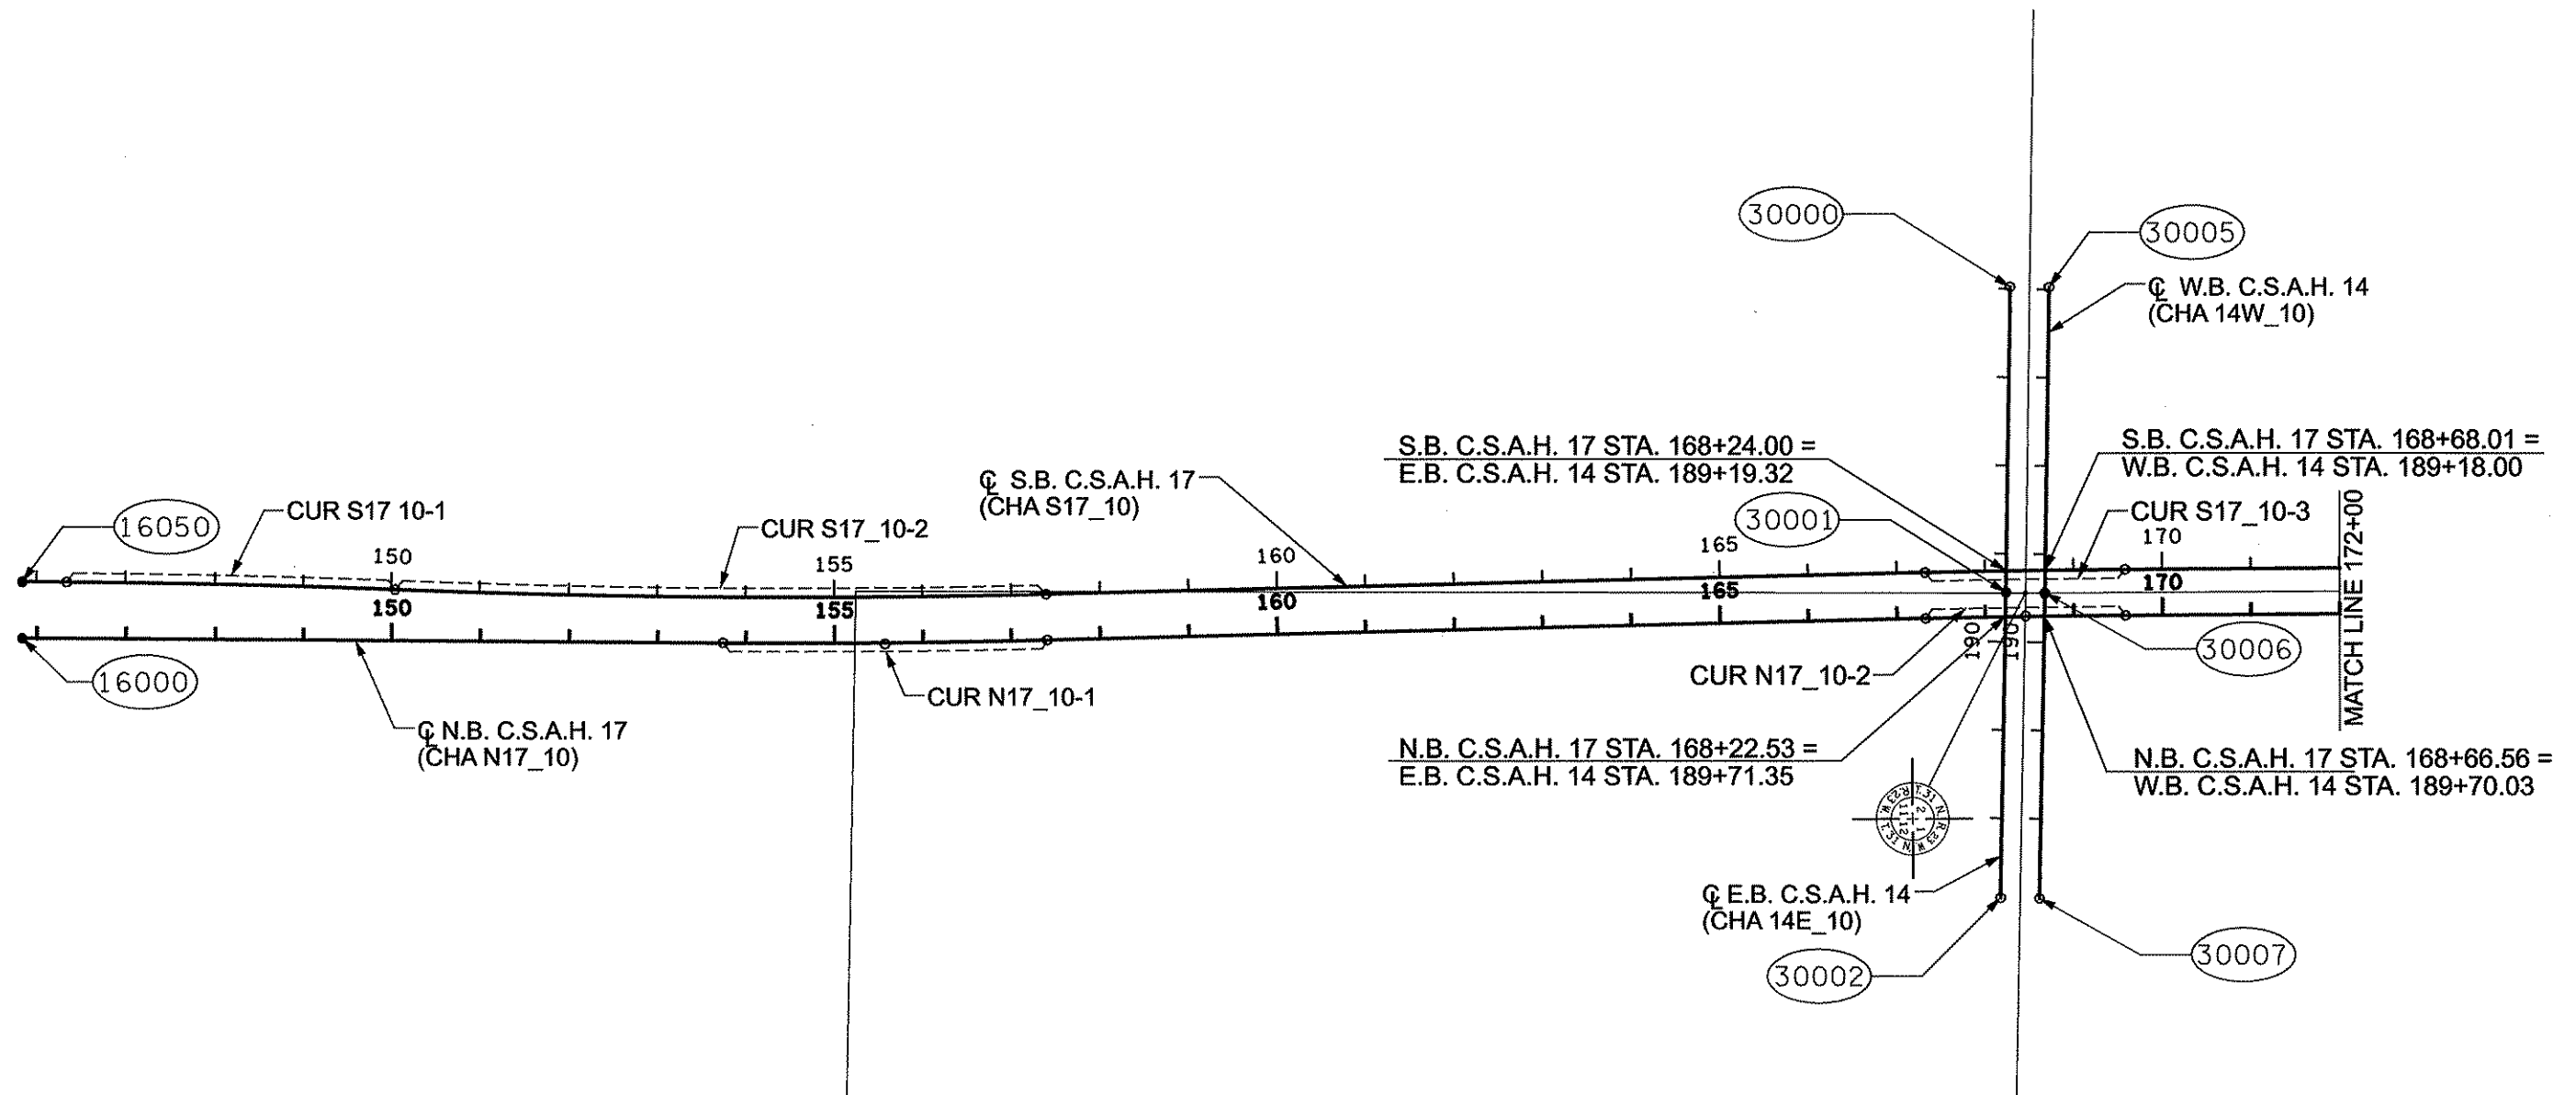 30000
30005
℄ W.B. C.S.A.H. 14
(CHA 14W_10)
S.B. C.S.A.H. 17 STA. 168+24.00 =
E.B. C.S.A.H. 14 STA. 189+19.32
S.B. C.S.A.H. 17 STA. 168+68.01 =
W.B. C.S.A.H. 14 STA. 189+18.00
℄ S.B. C.S.A.H. 17
(CHA S17_10)
16050
CUR S17 10-1
CUR S17_10-2
30001
CUR S17_10-3
150
155
160
165
170
150
155
160
165
170
MATCH LINE 172+00
190
190
16000
CUR N17_10-1
CUR N17_10-2
30006
℄ N.B. C.S.A.H. 17
(CHA N17_10)
N.B. C.S.A.H. 17 STA. 168+22.53 =
E.B. C.S.A.H. 14 STA. 189+71.35
N.B. C.S.A.H. 17 STA. 168+66.56 =
W.B. C.S.A.H. 14 STA. 189+70.03
2 1
11 12
℄ E.B. C.S.A.H. 14
(CHA 14E_10)
30002
30007